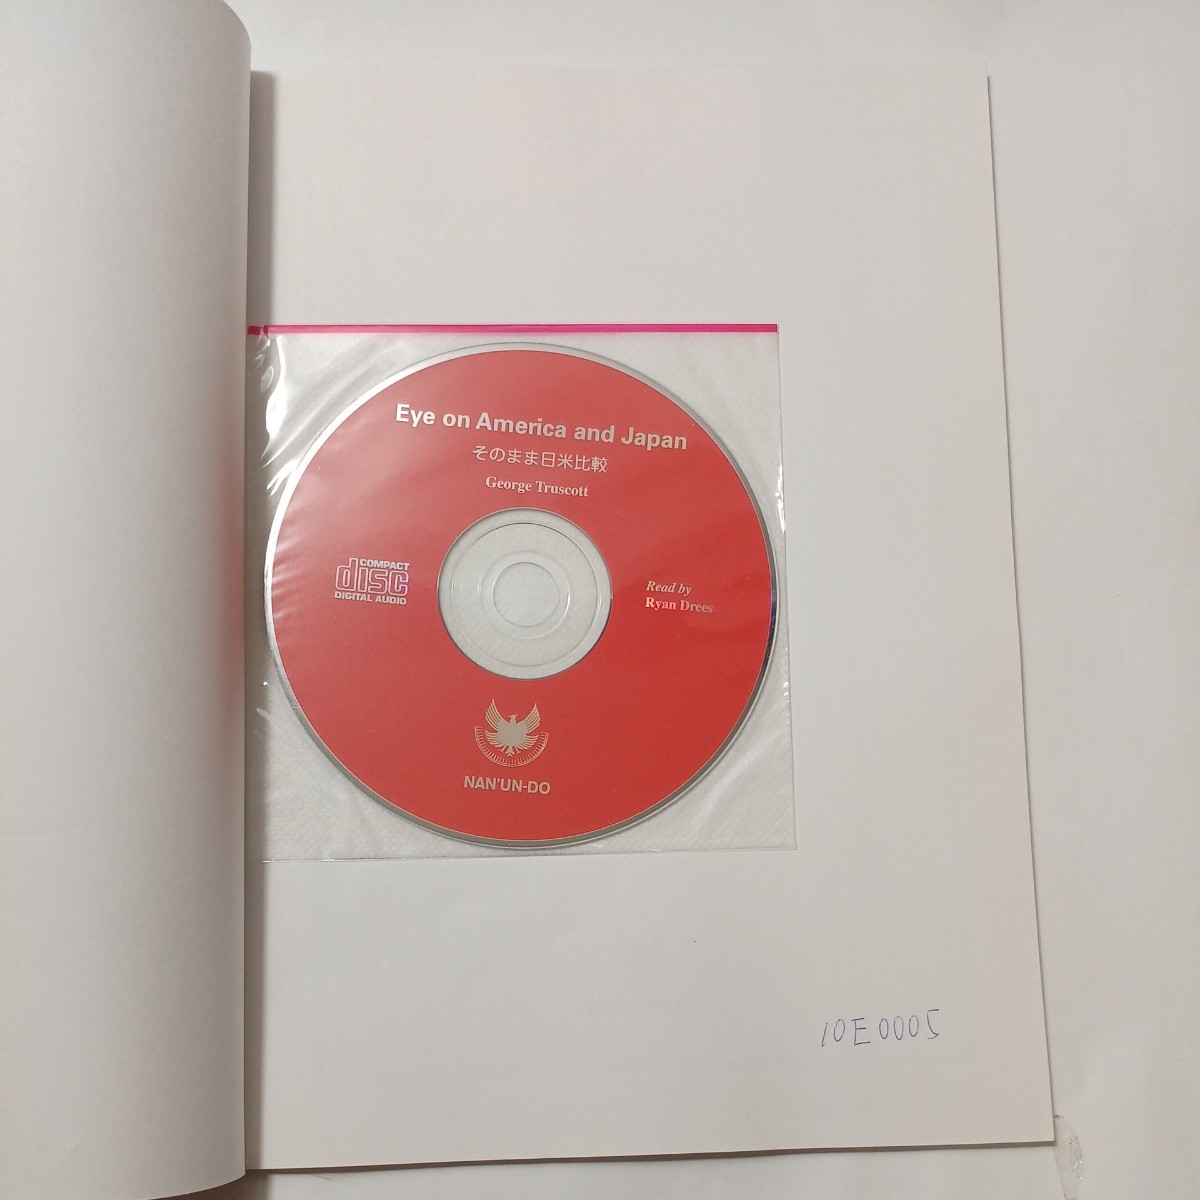 Eye on America and Japan
そのまま日米比較
George Truscott
COMPACT
disc
DIGITAL AUDIO
Read by
Ryan Drees
NAN'UN-DO
10E0005